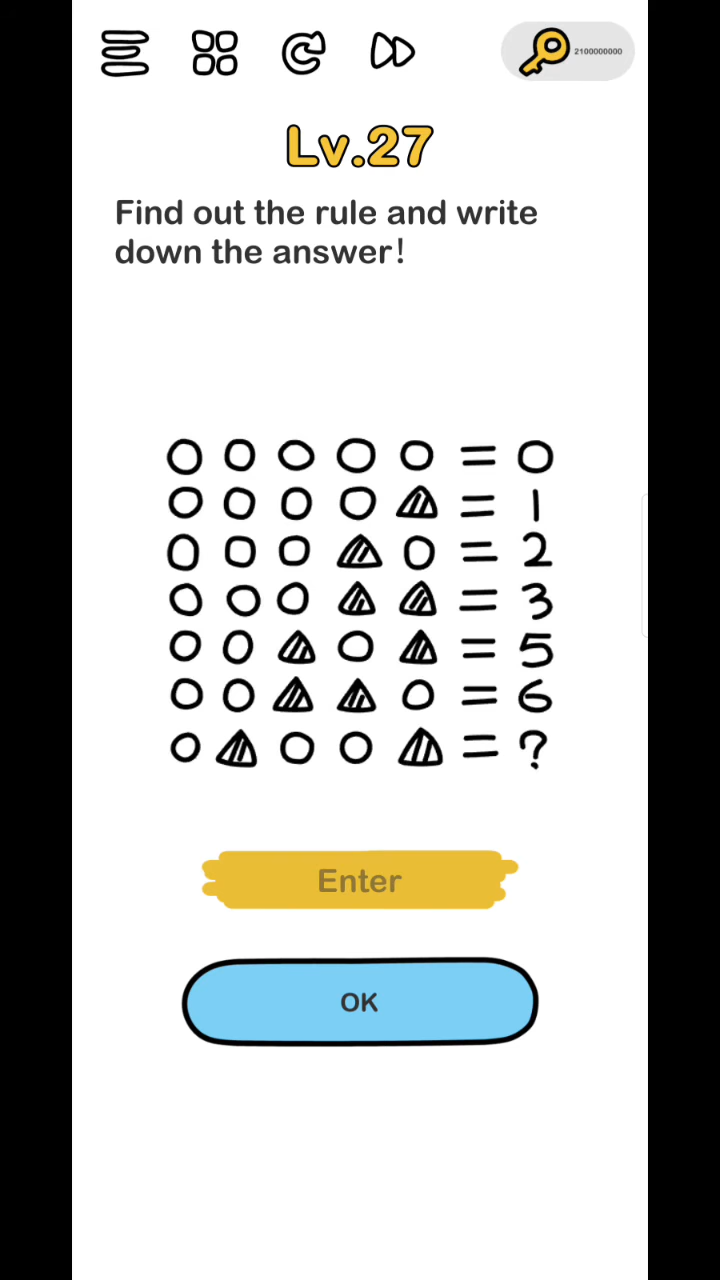 2100000000
Lv.27
Find out the rule and write
down the answer!
O O O O O = 0
O O O O △ = 1
O O O △ O = 2
O O O △ △ = 3
O O △ O △ = 5
O O △ △ O = 6
O △ O O △ = ?
Enter
OK